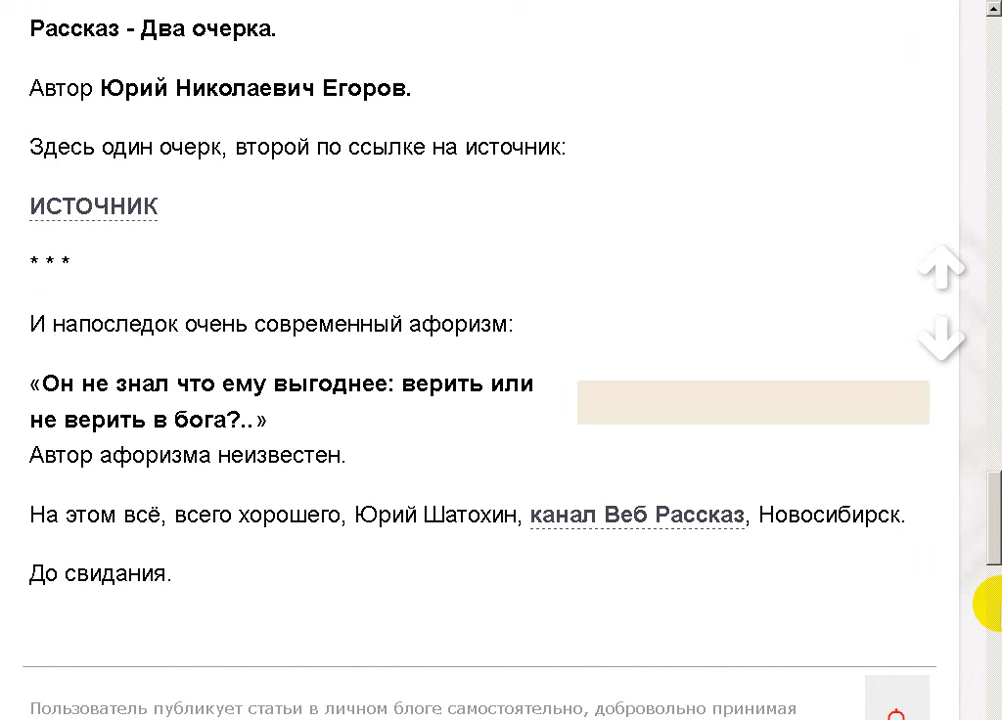 Рассказ - Два очерка.
Автор Юрий Николаевич Егоров.
Здесь один очерк, второй по ссылке на источник:
ИСТОЧНИК
* * *
И напоследок очень современный афоризм:
«Он не знал что ему выгоднее: верить или
не верить в бога?..»
Автор афоризма неизвестен.
На этом всё, всего хорошего, Юрий Шатохин, канал Веб Рассказ, Новосибирск.
До свидания.
Пользователь публикует статьи в личном блоге самостоятельно, добровольно принимая